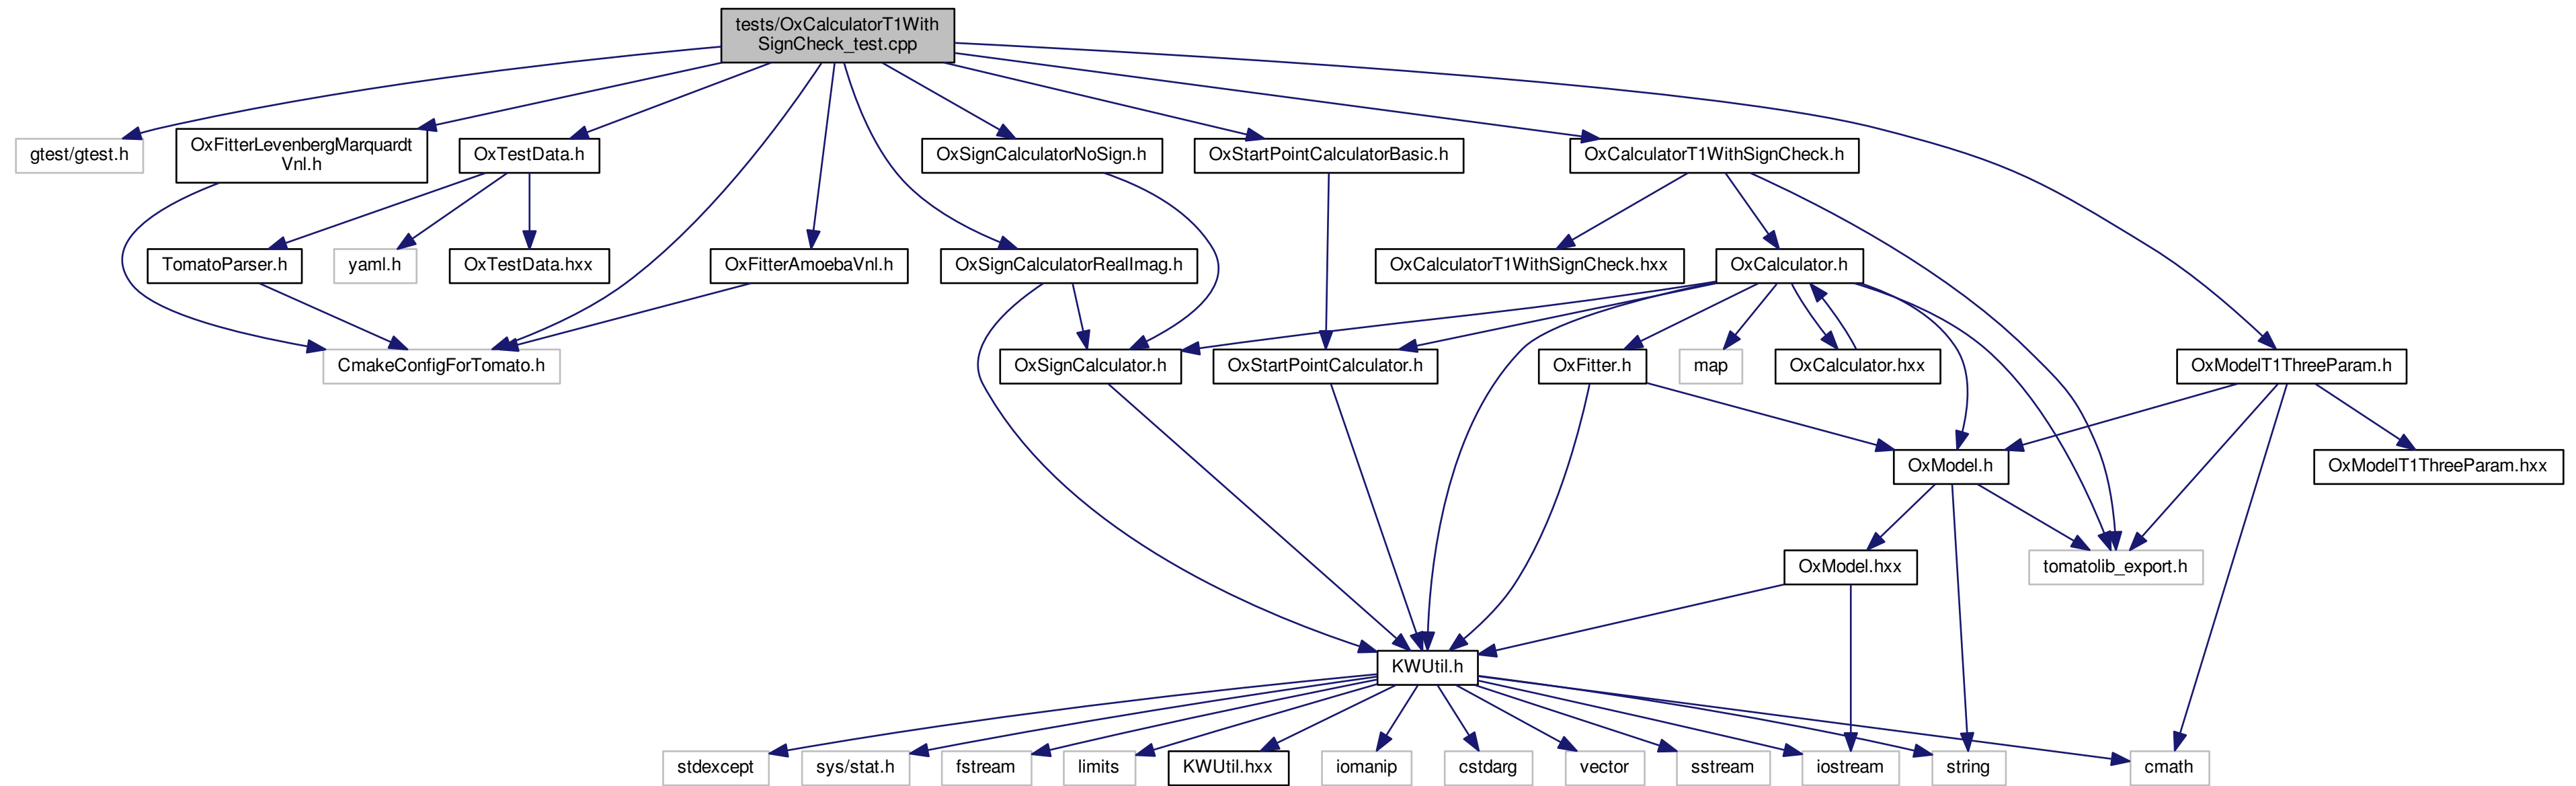 tests/OxCalculatorT1With
SignCheck_test.cpp
gtest/gtest.h
OxFitterLevenbergMarquardt
Vnl.h
OxTestData.h
OxSignCalculatorNoSign.h
OxStartPointCalculatorBasic.h
OxCalculatorT1WithSignCheck.h
TomatoParser.h
yaml.h
OxTestData.hxx
OxFitterAmoebaVnl.h
OxSignCalculatorRealImag.h
OxCalculatorT1WithSignCheck.hxx
OxCalculator.h
CmakeConfigForTomato.h
OxSignCalculator.h
OxStartPointCalculator.h
OxFitter.h
map
OxCalculator.hxx
OxModelT1ThreeParam.h
OxModel.h
OxModelT1ThreeParam.hxx
OxModel.hxx
tomatolib_export.h
KWUtil.h
stdexcept
sys/stat.h
fstream
limits
KWUtil.hxx
iomanip
cstdarg
vector
sstream
iostream
string
cmath